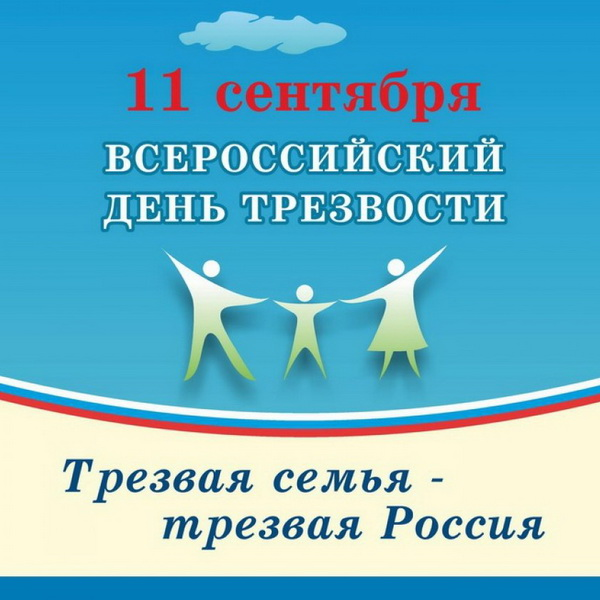 11 сентября
ВСЕРОССИЙСКИЙ
ДЕНЬ ТРЕЗВОСТИ
Трезвая семья -
трезвая Россия